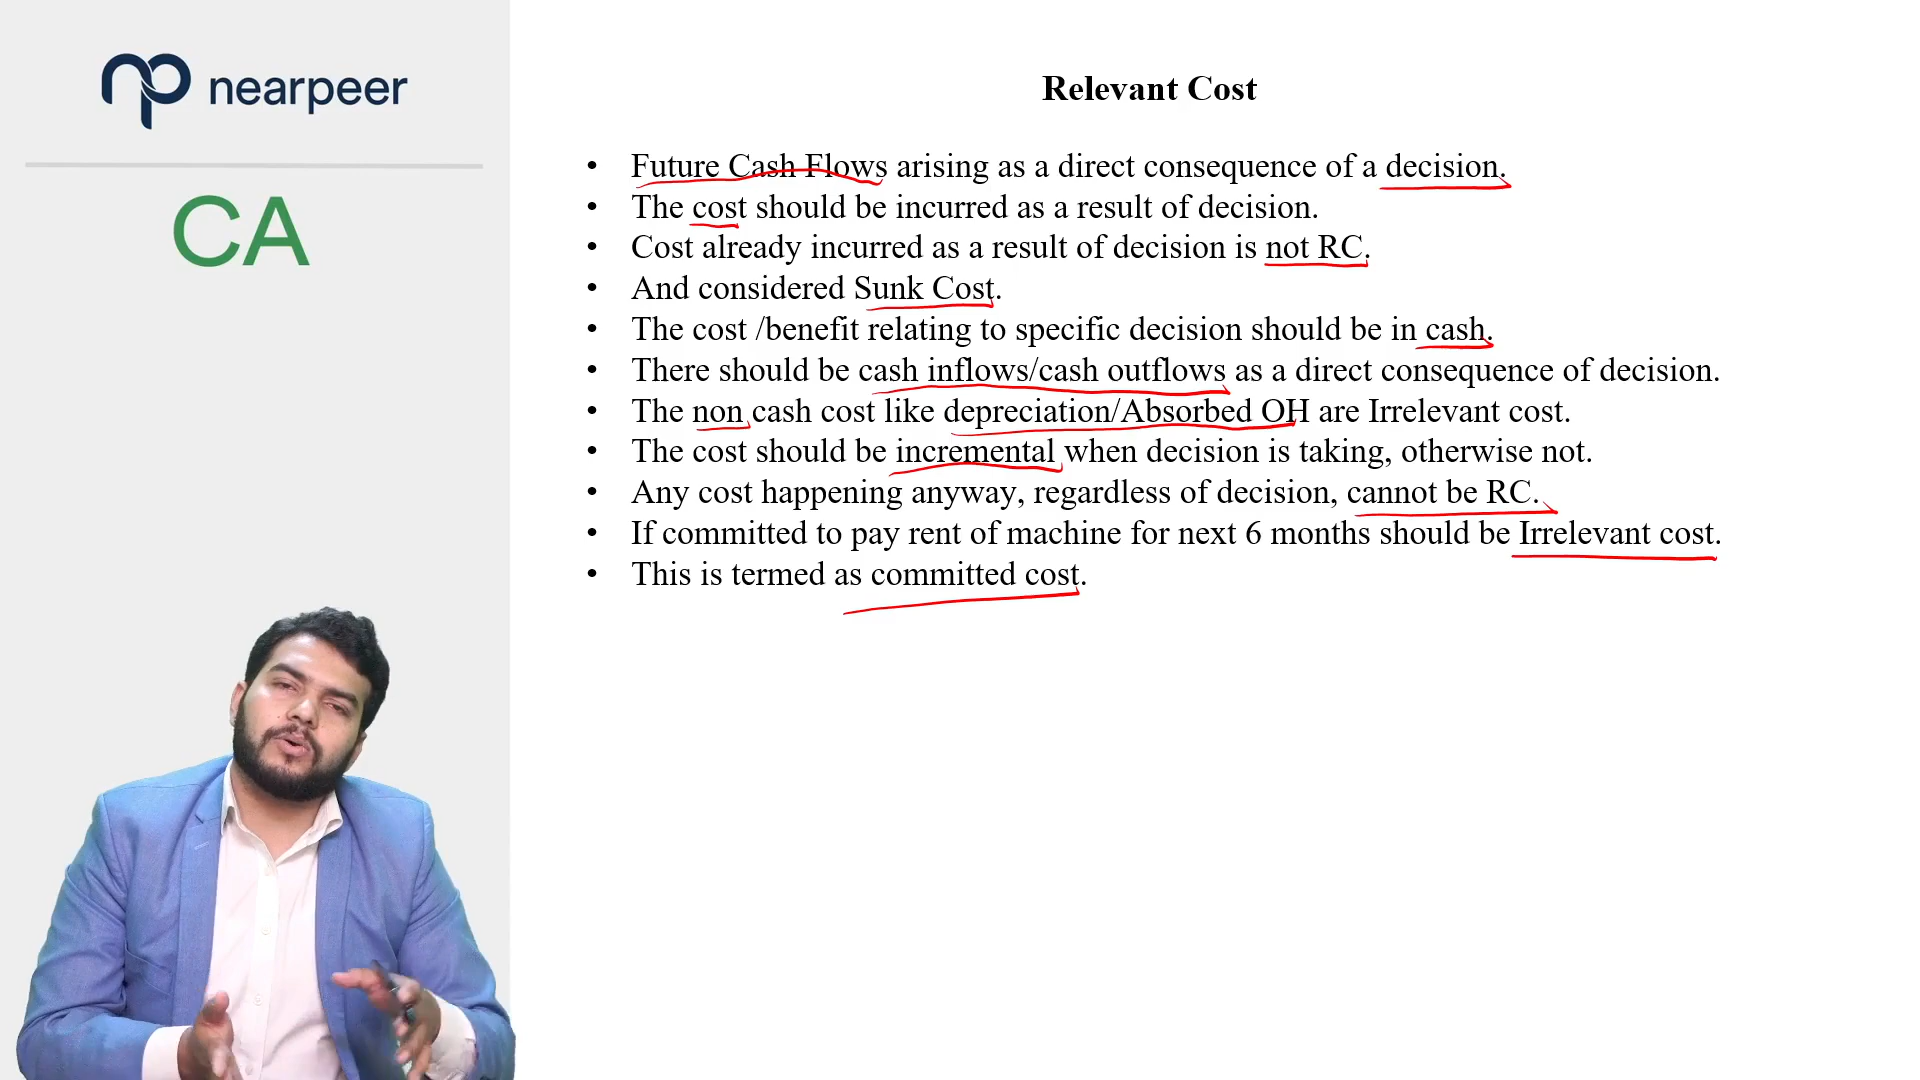 nearpeer
CA
Relevant Cost
• Future Cash Flows arising as a direct consequence of a decision.
• The cost should be incurred as a result of decision.
• Cost already incurred as a result of decision is not RC.
• And considered Sunk Cost.
• The cost /benefit relating to specific decision should be in cash.
• There should be cash inflows/cash outflows as a direct consequence of decision.
• The non cash cost like depreciation/Absorbed OH are Irrelevant cost.
• The cost should be incremental when decision is taking, otherwise not.
• Any cost happening anyway, regardless of decision, cannot be RC.
• If committed to pay rent of machine for next 6 months should be Irrelevant cost.
• This is termed as committed cost.